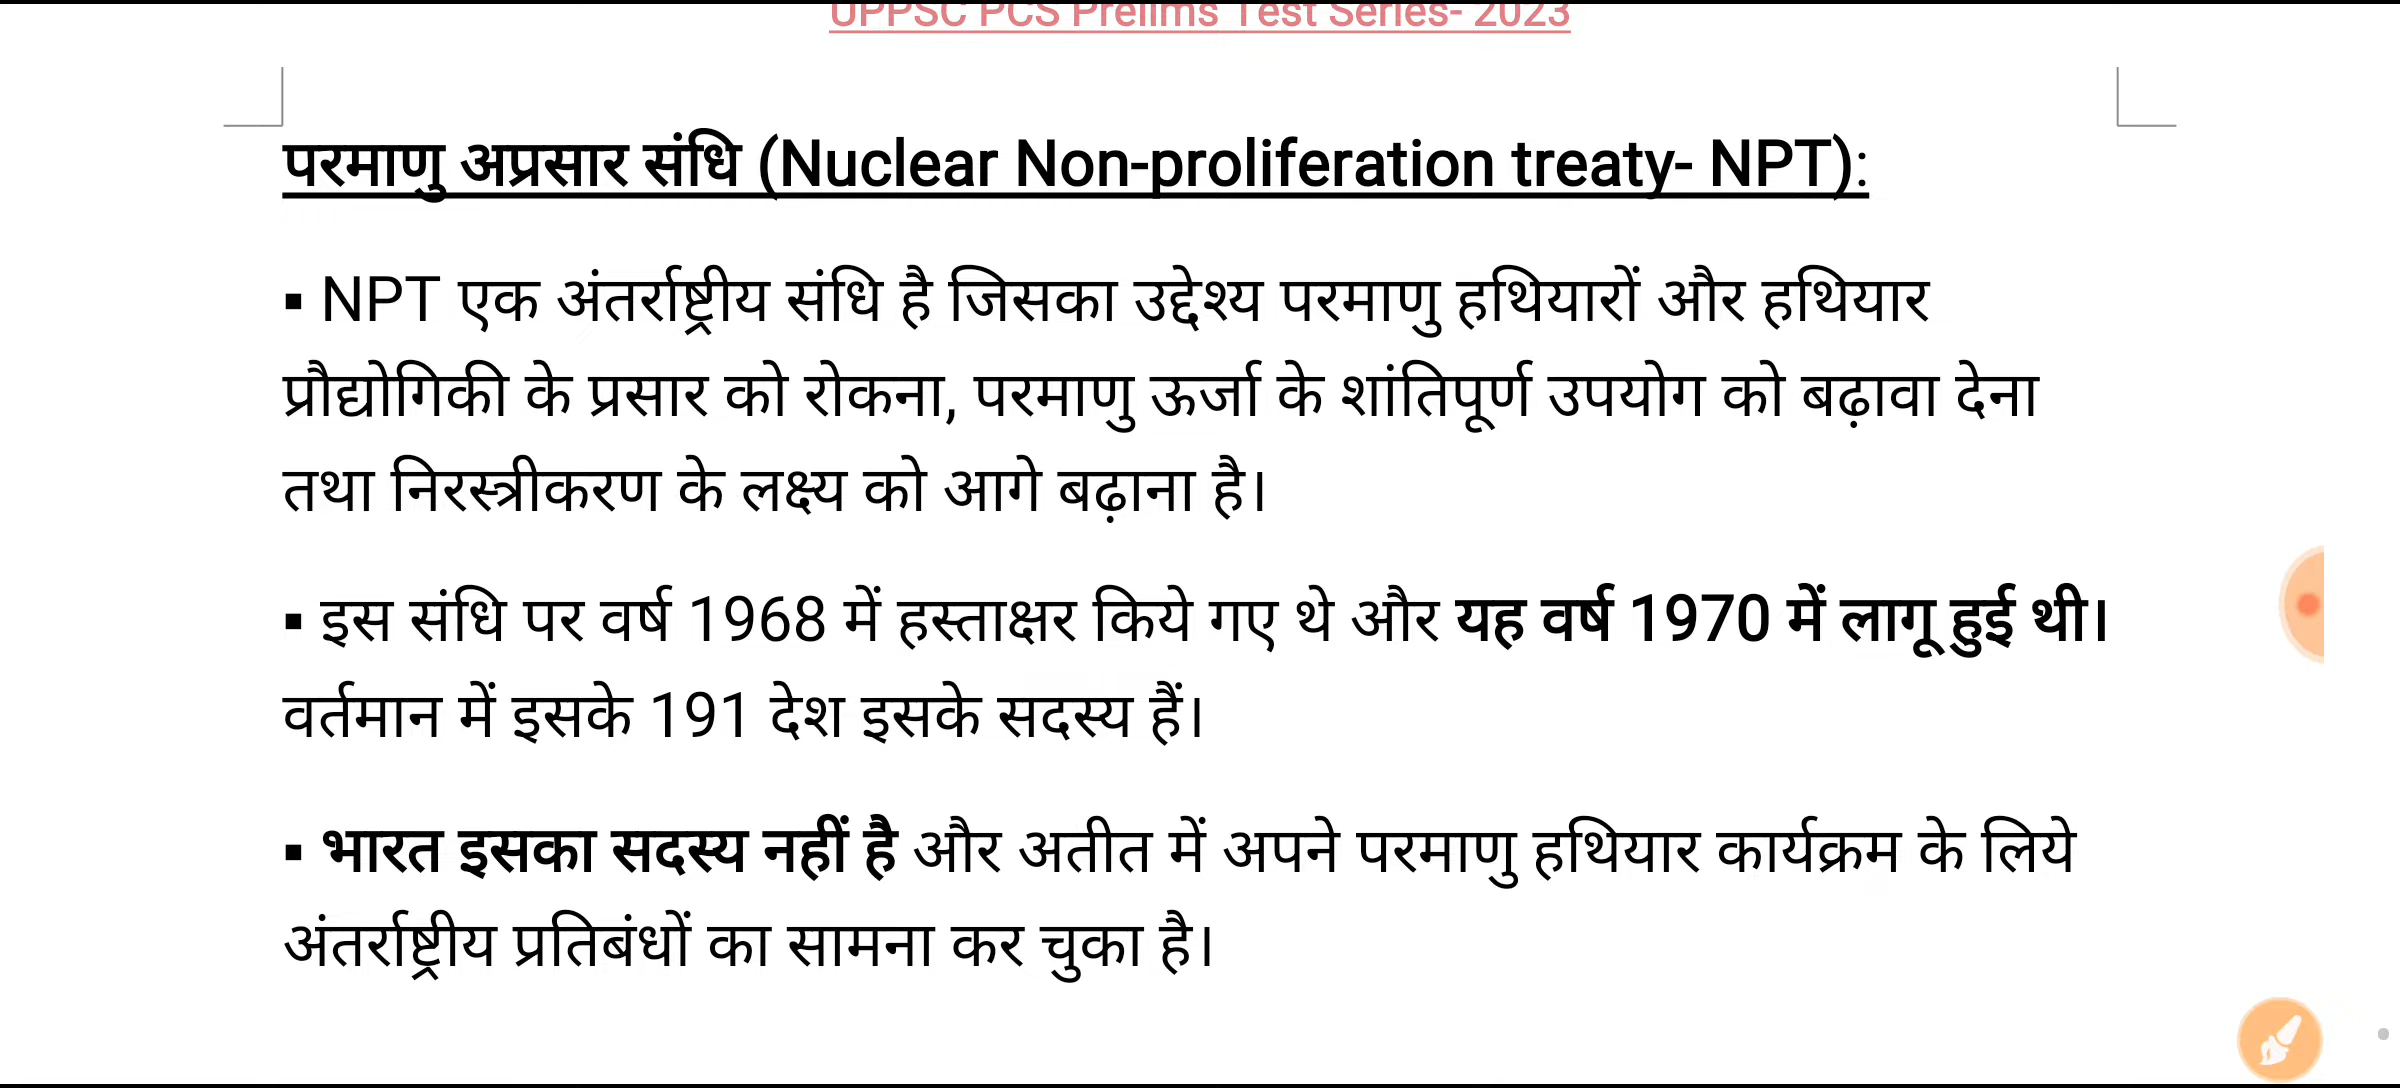 UPPSC PCS Prelims Test Series- 2023
परमाणु अप्रसार संधि (Nuclear Non-proliferation treaty- NPT):
▪ NPT एक अंतर्राष्ट्रीय संधि है जिसका उद्देश्य परमाणु हथियारों और हथियार
प्रौद्योगिकी के प्रसार को रोकना, परमाणु ऊर्जा के शांतिपूर्ण उपयोग को बढ़ावा देना
तथा निरस्त्रीकरण के लक्ष्य को आगे बढ़ाना है।
▪ इस संधि पर वर्ष 1968 में हस्ताक्षर किये गए थे और यह वर्ष 1970 में लागू हुई थी।
वर्तमान में इसके 191 देश इसके सदस्य हैं।
▪ भारत इसका सदस्य नहीं है और अतीत में अपने परमाणु हथियार कार्यक्रम के लिये
अंतर्राष्ट्रीय प्रतिबंधों का सामना कर चुका है।